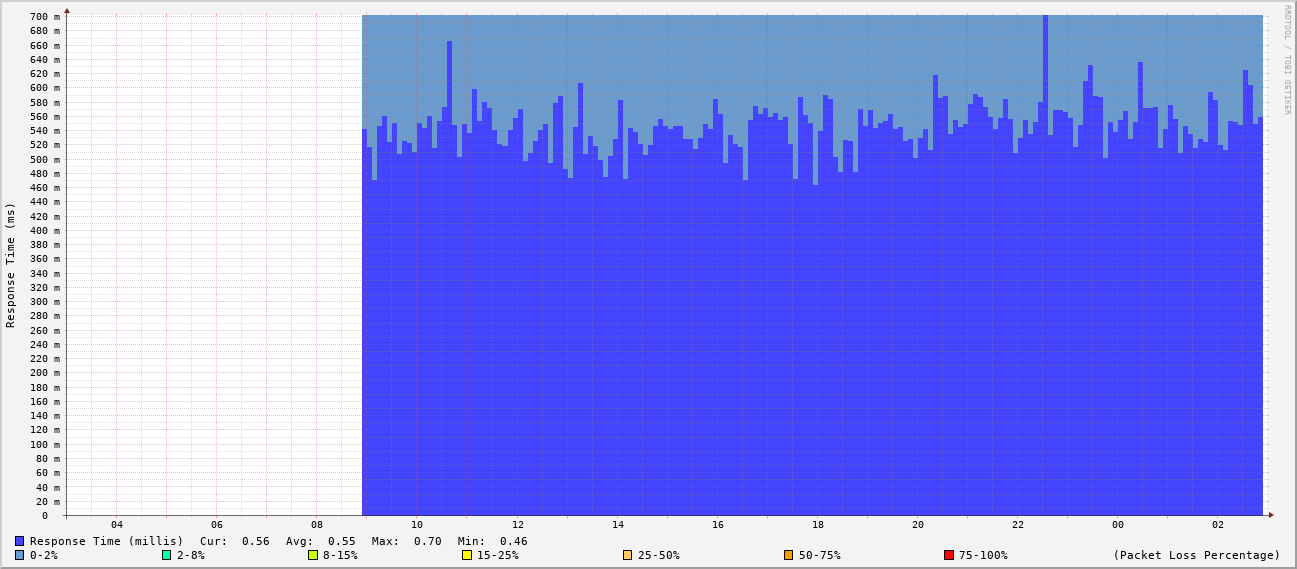 700 m
680 m
660 m
640 m
620 m
600 m
580 m
560 m
540 m
520 m
500 m
480 m
460 m
440 m
420 m
400 m
380 m
360 m
340 m
320 m
300 m
280 m
260 m
240 m
220 m
200 m
180 m
160 m
140 m
120 m
100 m
80 m
60 m
40 m
20 m
0
Response Time (ms)
RRDTOOL / TOBI OETIKER
04 06 08 10 12 14 16 18 20 22 00 02
Response Time (millis) Cur: 0.56 Avg: 0.55 Max: 0.70 Min: 0.46
0-2% 2-8% 8-15% 15-25% 25-50% 50-75% 75-100% (Packet Loss Percentage)